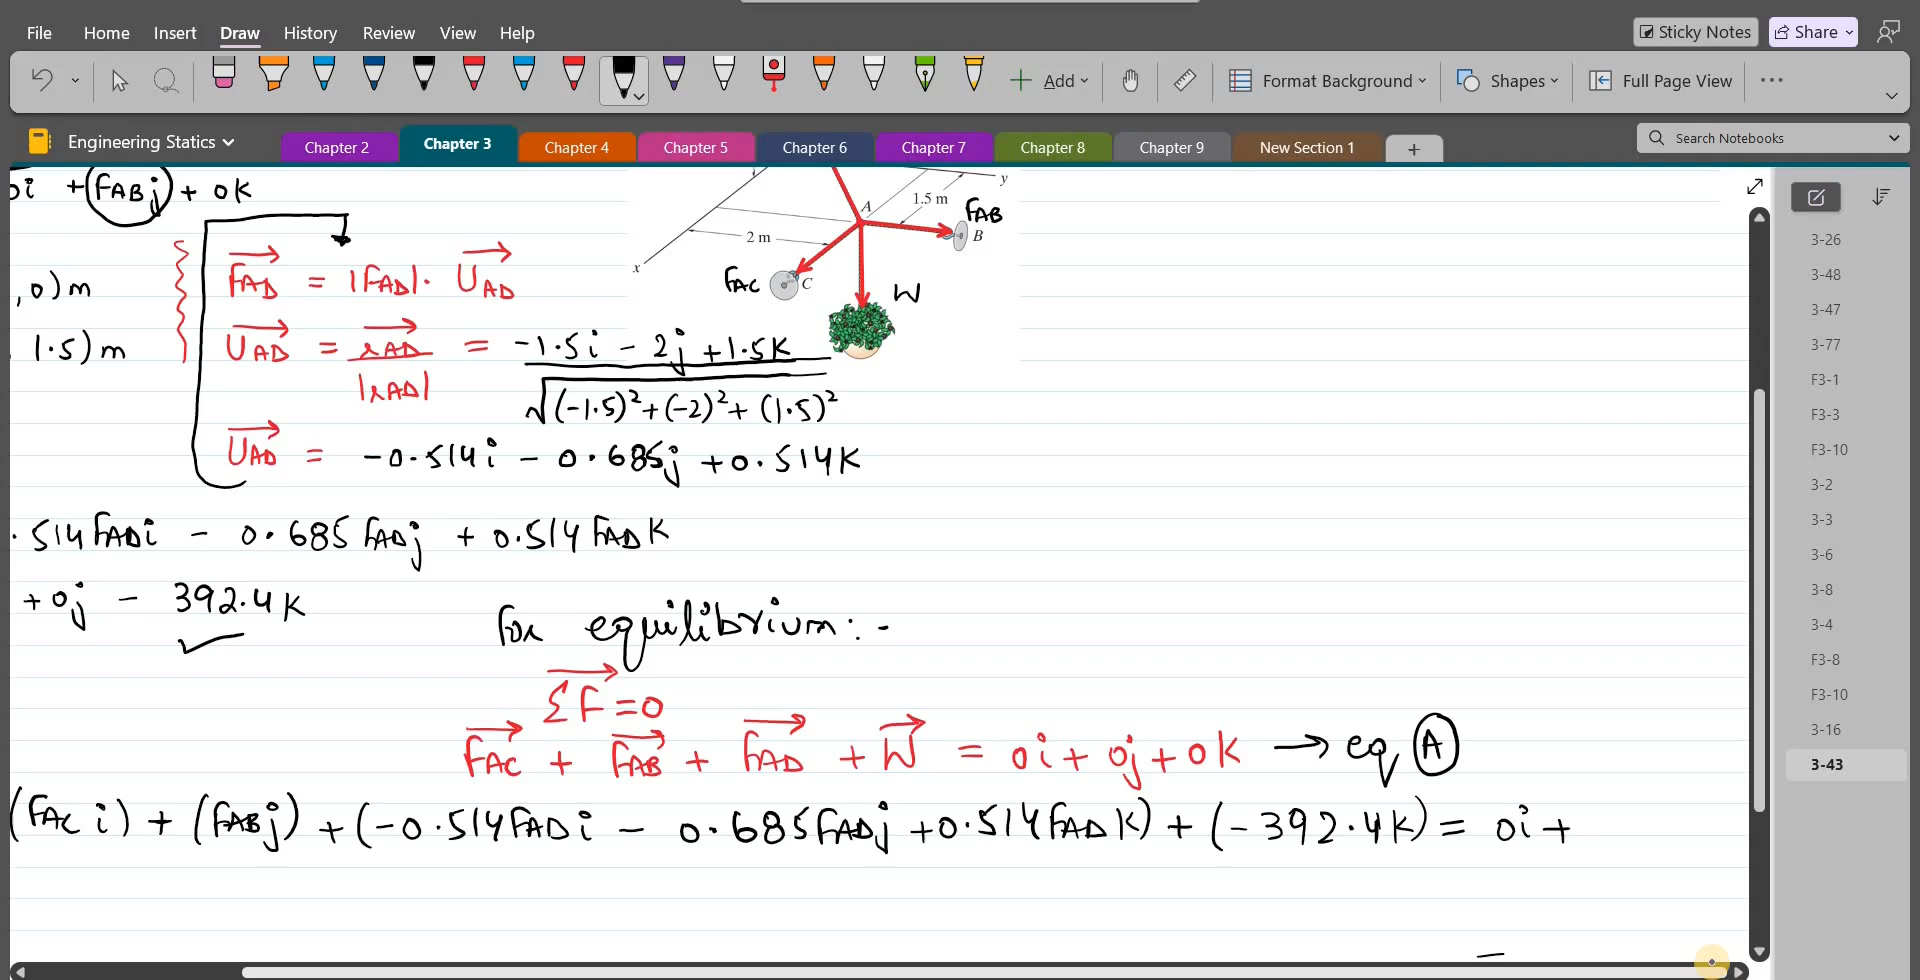 File Home Insert Draw History Review View Help
Sticky Notes Share
Add Format Background Shapes Full Page View
Engineering Statics Chapter 2 Chapter 3 Chapter 4 Chapter 5 Chapter 6 Chapter 7 Chapter 8 Chapter 9 New Section 1 + Search Notebooks
0i + FABj + 0K
y
1.5 m
A
FAB
B
2 m
x
FAC
C
W
, 0) m
1.5) m
FAD = |FAD|. UAD
UAD = rAD / |rAD| = -1.5i - 2j + 1.5K / √(-1.5)² + (-2)² + (1.5)²
UAD = -0.514i - 0.685j + 0.514K
.514FADi - 0.685FADj + 0.514FADK
+ 0j - 392.4K
For equilibrium:-
ΣF = 0
FAC + FAB + FAD + W = 0i + 0j + 0K → eq A
(FAC i) + (FABj) + (-0.514FADi - 0.685FADj + 0.514FADK) + (-392.4K) = 0i +
3-26
3-48
3-47
3-77
F3-1
F3-3
F3-10
3-2
3-3
3-6
3-8
3-4
F3-8
F3-10
3-16
3-43